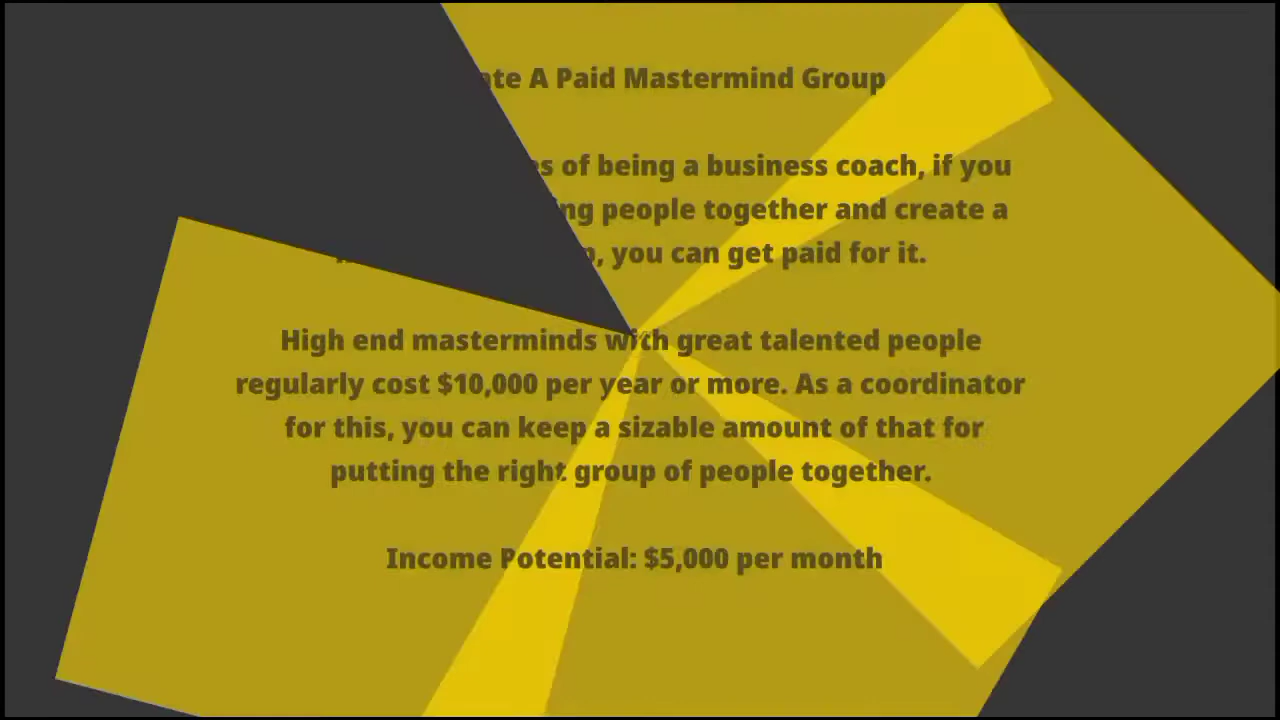 A Paid Mastermind Group
of being a business coach, if you
people together and create a
you can get paid for it.
High end masterminds with great talented people
regularly cost $10,000 per year or more. As a coordinator
for this, you can keep a sizable amount of that for
putting the right group of people together.
Income Potential: $5,000 per month